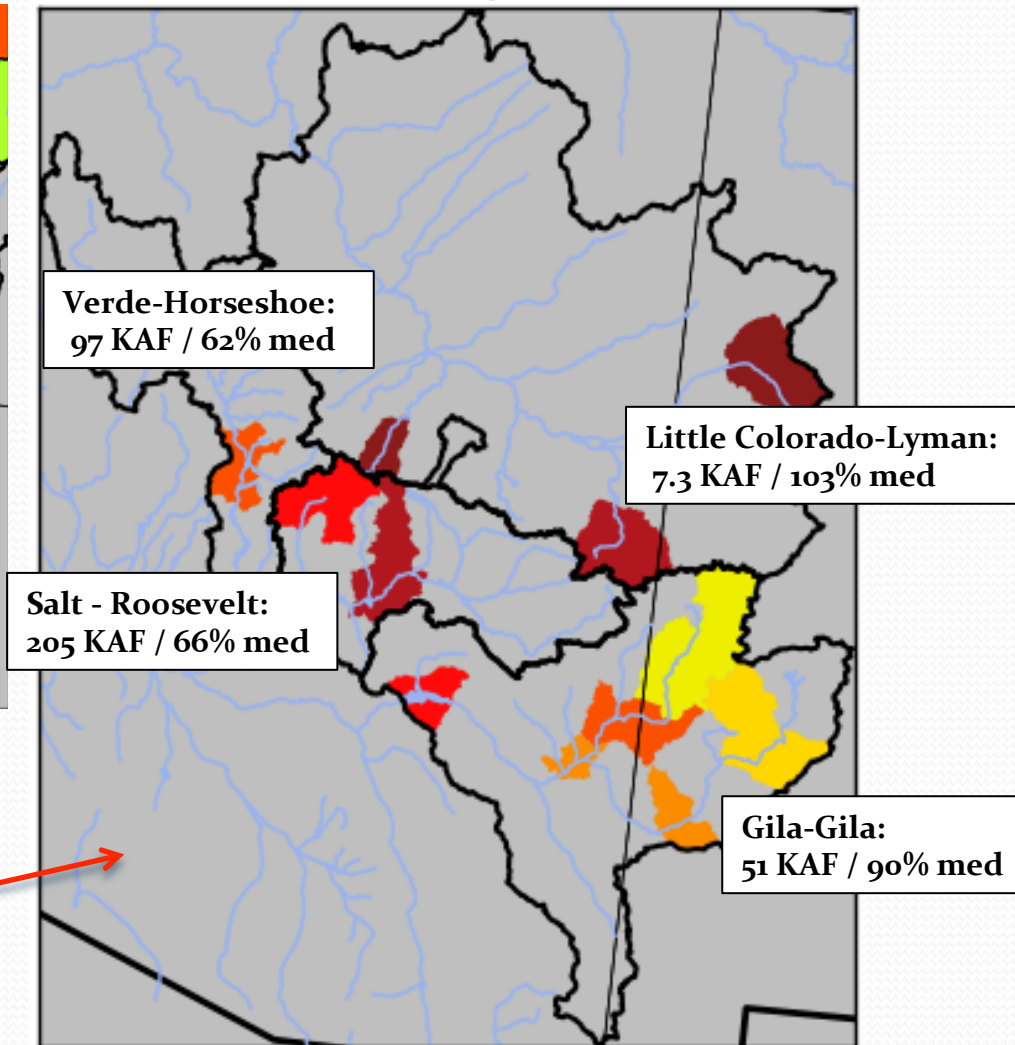 Verde-Horseshoe:
97 KAF / 62% med
Little Colorado-Lyman:
7.3 KAF / 103% med
Salt - Roosevelt:
205 KAF / 66% med
Gila-Gila:
51 KAF / 90% med